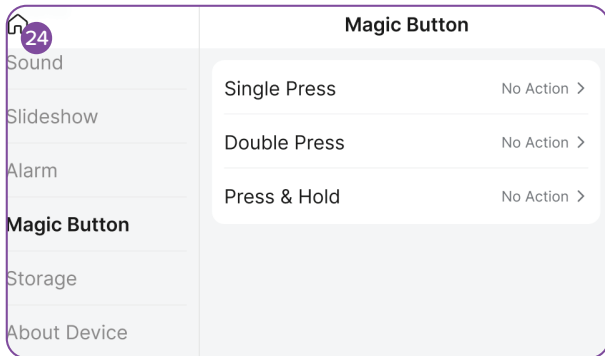 24
Magic Button
Sound
Slideshow
Alarm
Magic Button
Storage
About Device
Single Press No Action
Double Press No Action
Press & Hold No Action